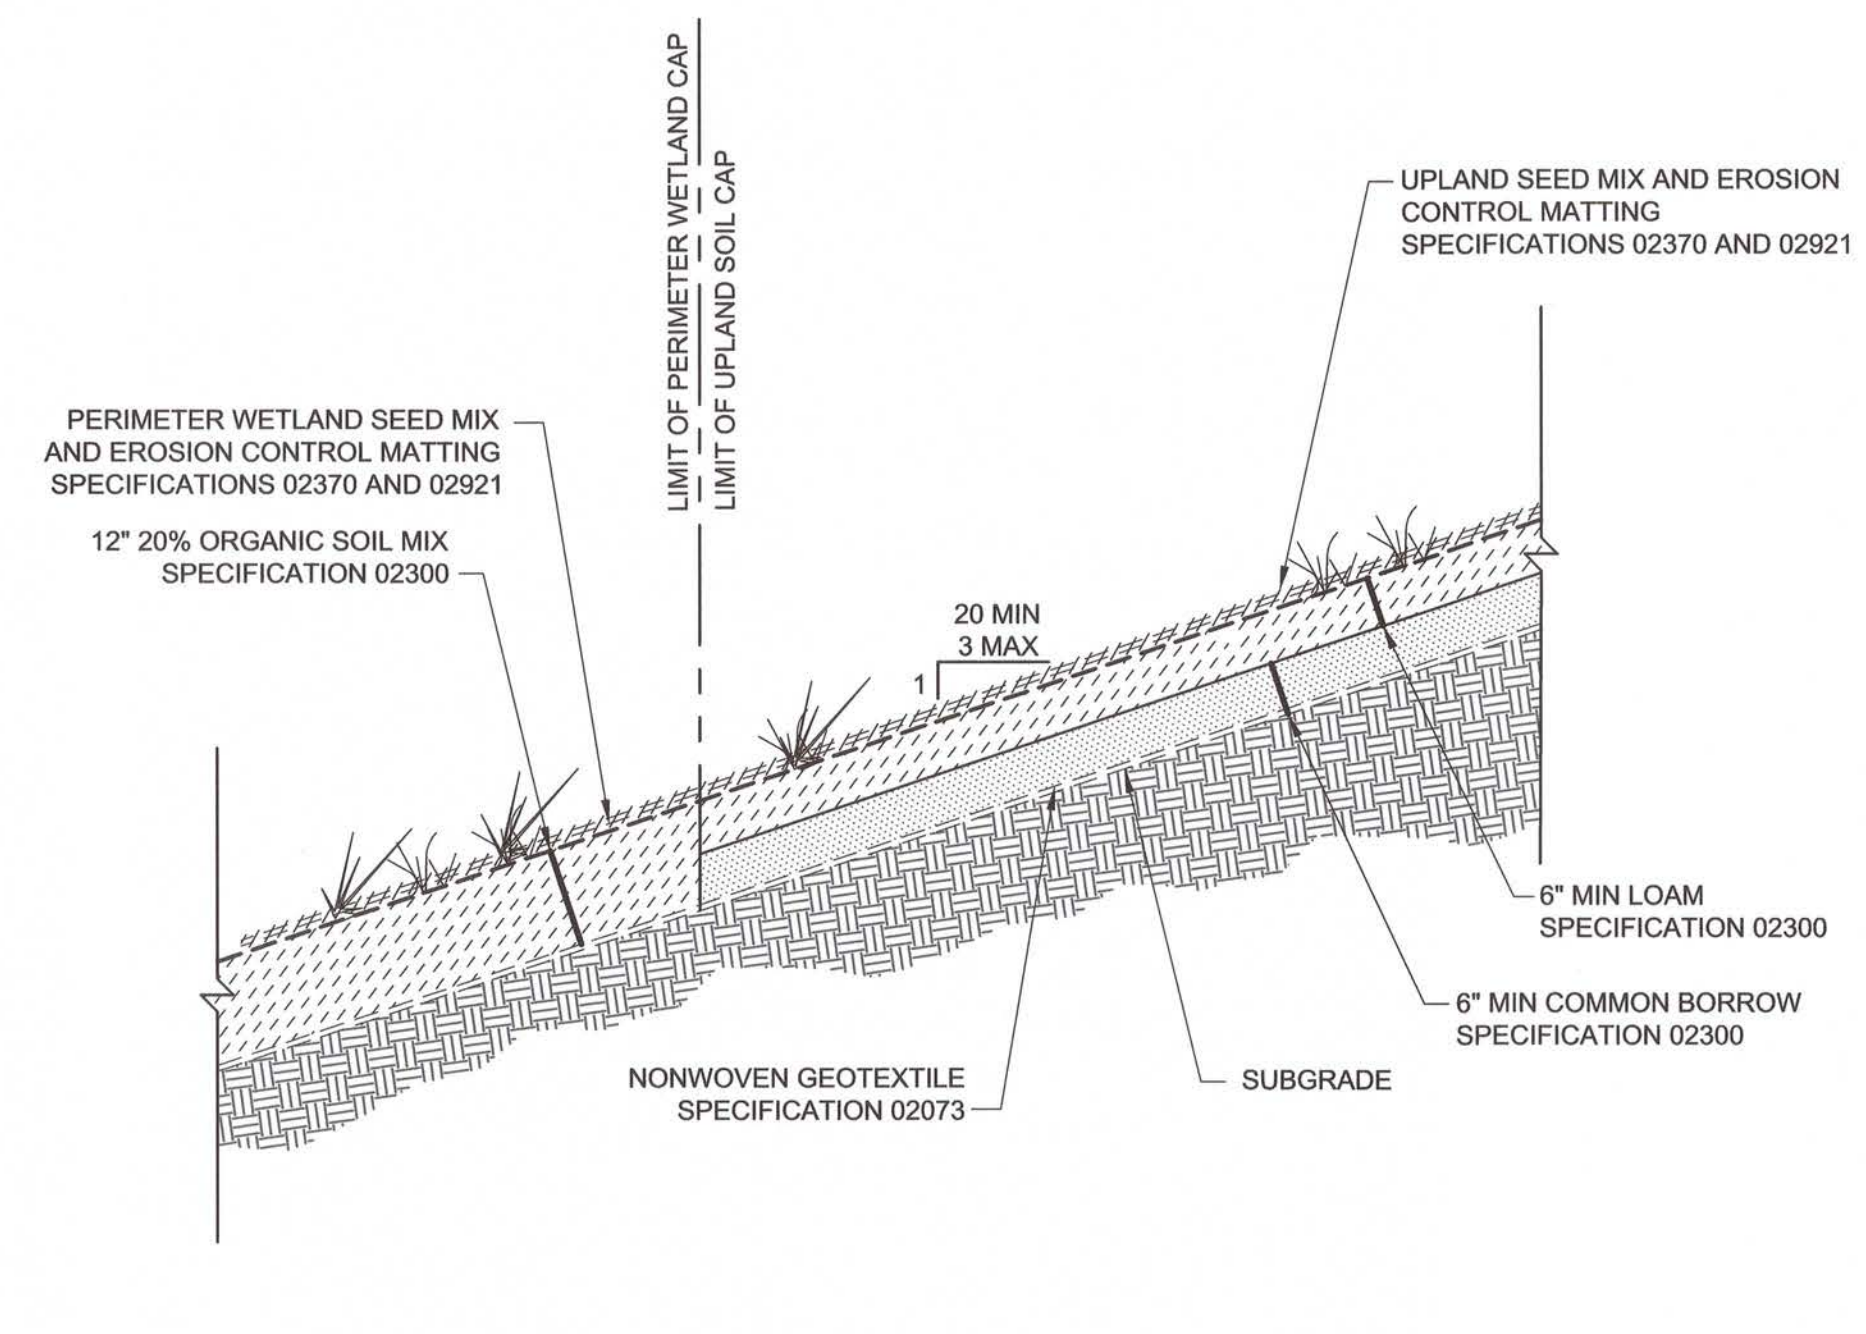 LIMIT OF PERIMETER WETLAND CAP
LIMIT OF UPLAND SOIL CAP
UPLAND SEED MIX AND EROSION
CONTROL MATTING
SPECIFICATIONS 02370 AND 02921
PERIMETER WETLAND SEED MIX
AND EROSION CONTROL MATTING
SPECIFICATIONS 02370 AND 02921
12" 20% ORGANIC SOIL MIX
SPECIFICATION 02300
20 MIN
3 MAX
1
6" MIN LOAM
SPECIFICATION 02300
6" MIN COMMON BORROW
SPECIFICATION 02300
NONWOVEN GEOTEXTILE
SPECIFICATION 02073
SUBGRADE